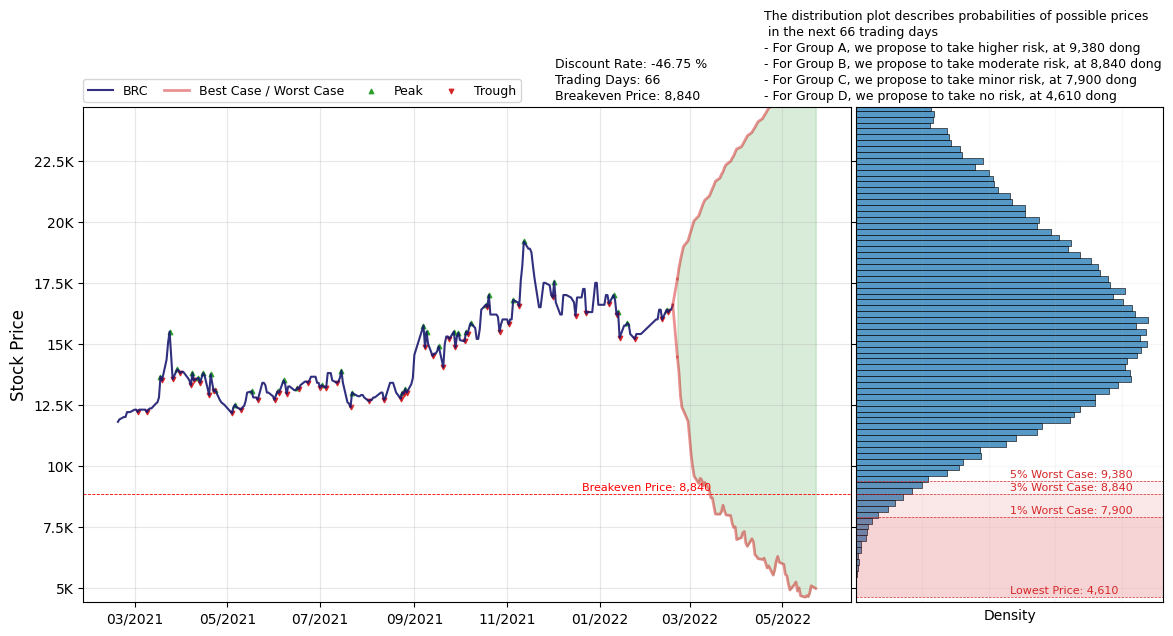 The distribution plot describes probabilities of possible prices
in the next 66 trading days
- For Group A, we propose to take higher risk, at 9,380 dong
- For Group B, we propose to take moderate risk, at 8,840 dong
- For Group C, we propose to take minor risk, at 7,900 dong
- For Group D, we propose to take no risk, at 4,610 dong
Discount Rate: -46.75 %
Trading Days: 66
Breakeven Price: 8,840
BRC
Best Case / Worst Case
Peak
Trough
Stock Price
22.5K
20K
17.5K
15K
12.5K
10K
7.5K
5K
Breakeven Price: 8,840
5% Worst Case: 9,380
3% Worst Case: 8,840
1% Worst Case: 7,900
Lowest Price: 4,610
03/2021
05/2021
07/2021
09/2021
11/2021
01/2022
03/2022
05/2022
Density